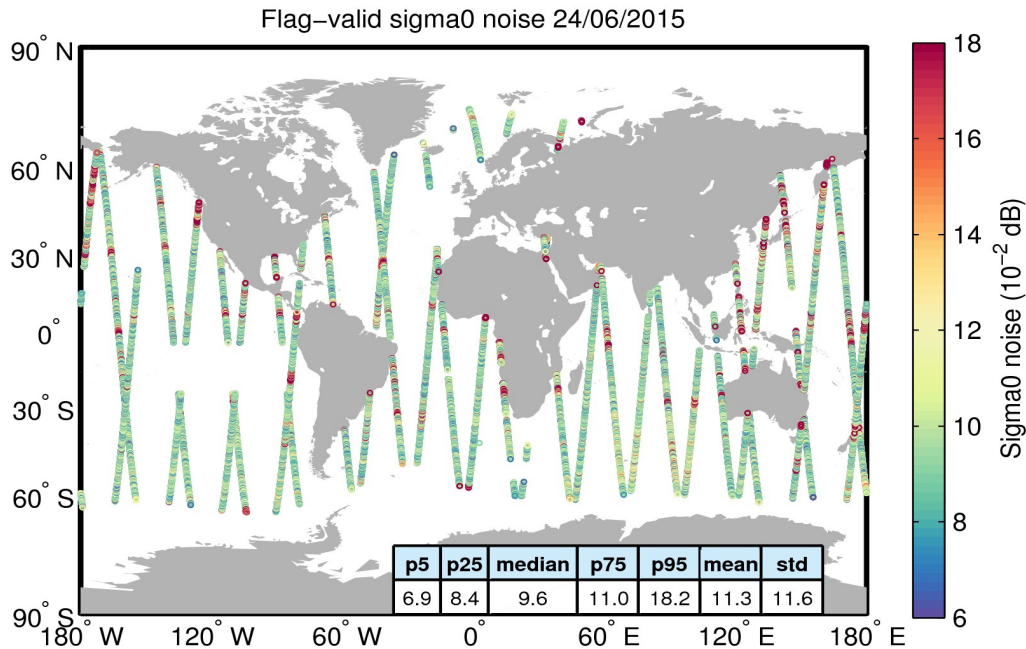 Flag−valid sigma0 noise 24/06/2015
90° N
60° N
30° N
0°
30° S
60° S
90° S
180° W
120° W
60° W
0°
60° E
120° E
180° E
18
16
14
12
10
8
6
Sigma0 noise (10⁻² dB)
p5 p25 median p75 p95 mean std
6.9 8.4 9.6 11.0 18.2 11.3 11.6